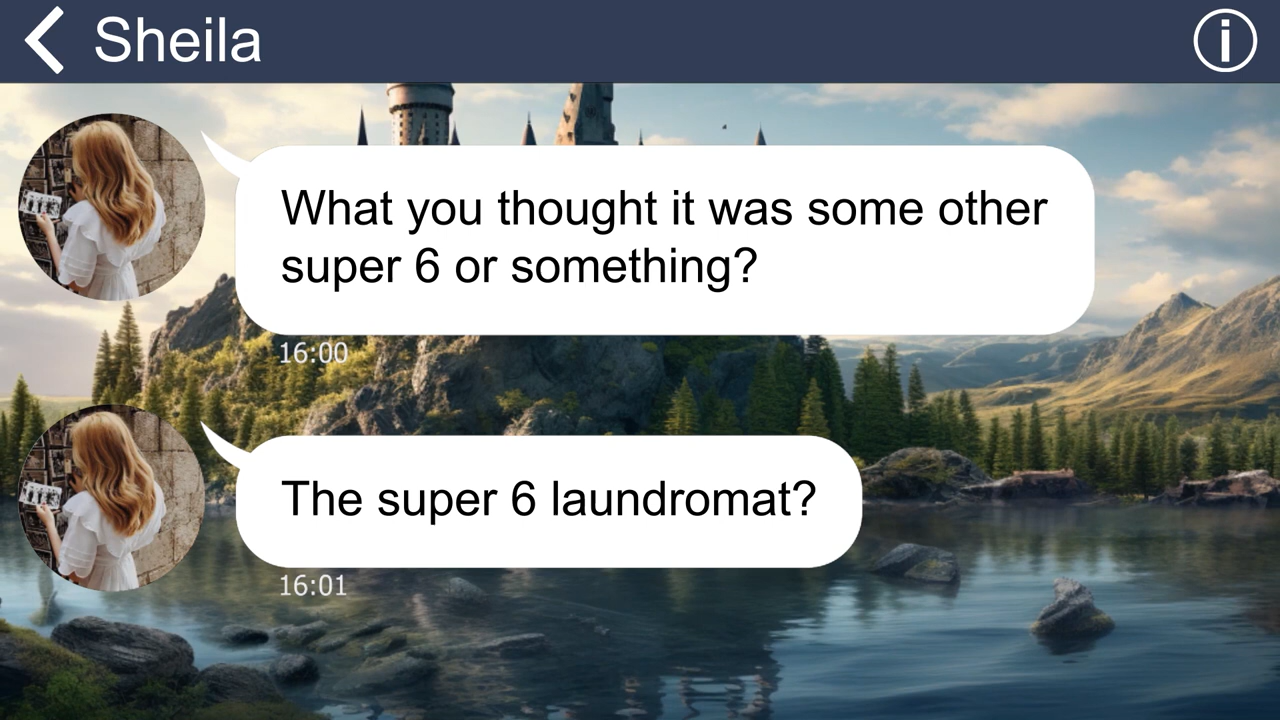 Sheila
What you thought it was some other
super 6 or something?
16:00
The super 6 laundromat?
16:01